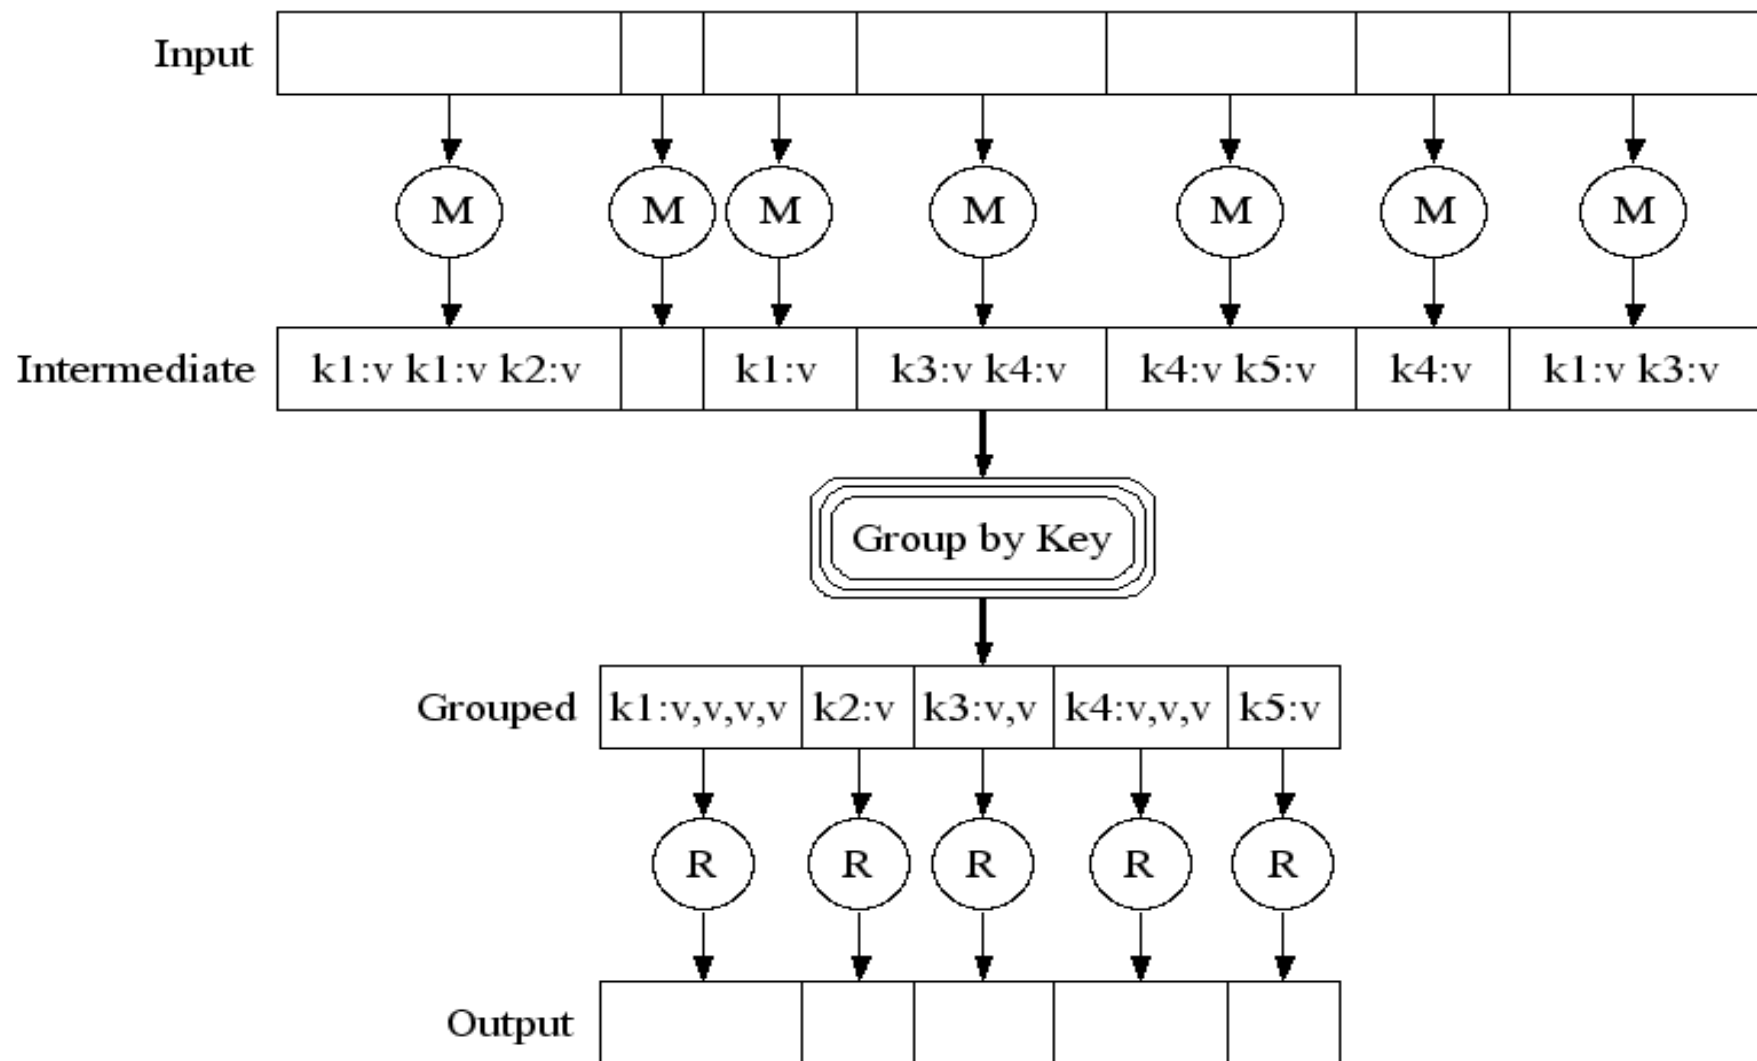 Input
M M M M M M M
Intermediate k1:v k1:v k2:v k1:v k3:v k4:v k4:v k5:v k4:v k1:v k3:v
Group by Key
Grouped k1:v,v,v,v k2:v k3:v,v k4:v,v,v k5:v
R R R R R
Output